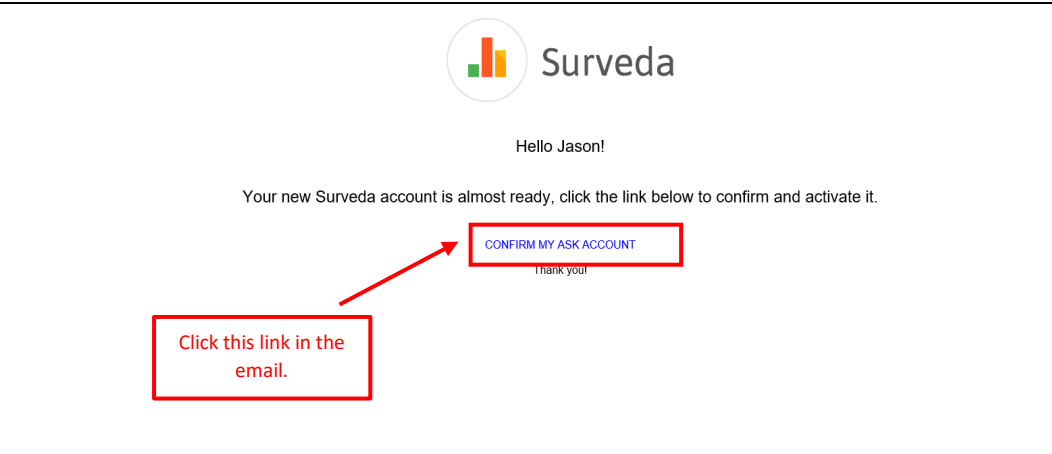 Surveda
Hello Jason!
Your new Surveda account is almost ready, click the link below to confirm and activate it.
CONFIRM MY ASK ACCOUNT
Thank you!
Click this link in the
email.